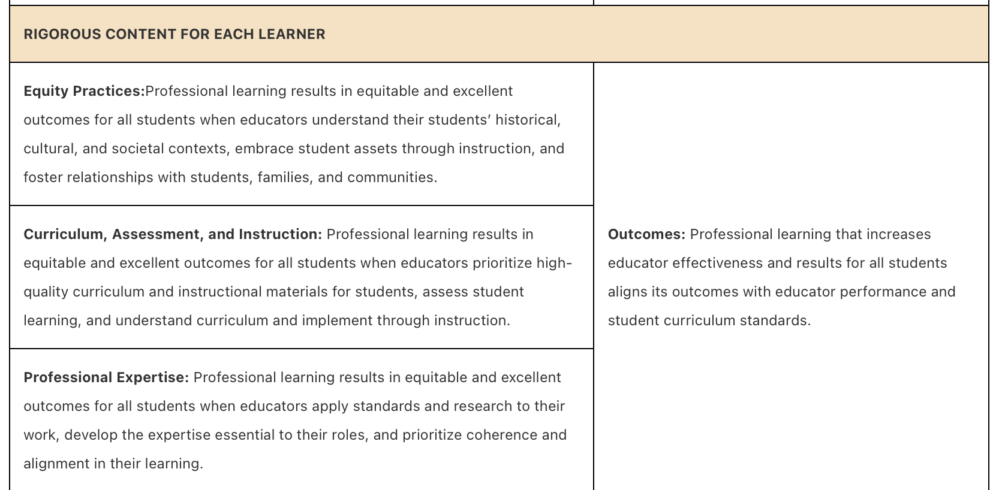 RIGOROUS CONTENT FOR EACH LEARNER
Equity Practices:Professional learning results in equitable and excellent
outcomes for all students when educators understand their students’ historical,
cultural, and societal contexts, embrace student assets through instruction, and
foster relationships with students, families, and communities.
Curriculum, Assessment, and Instruction: Professional learning results in
equitable and excellent outcomes for all students when educators prioritize high-
quality curriculum and instructional materials for students, assess student
learning, and understand curriculum and implement through instruction.
Professional Expertise: Professional learning results in equitable and excellent
outcomes for all students when educators apply standards and research to their
work, develop the expertise essential to their roles, and prioritize coherence and
alignment in their learning.
Outcomes: Professional learning that increases
educator effectiveness and results for all students
aligns its outcomes with educator performance and
student curriculum standards.